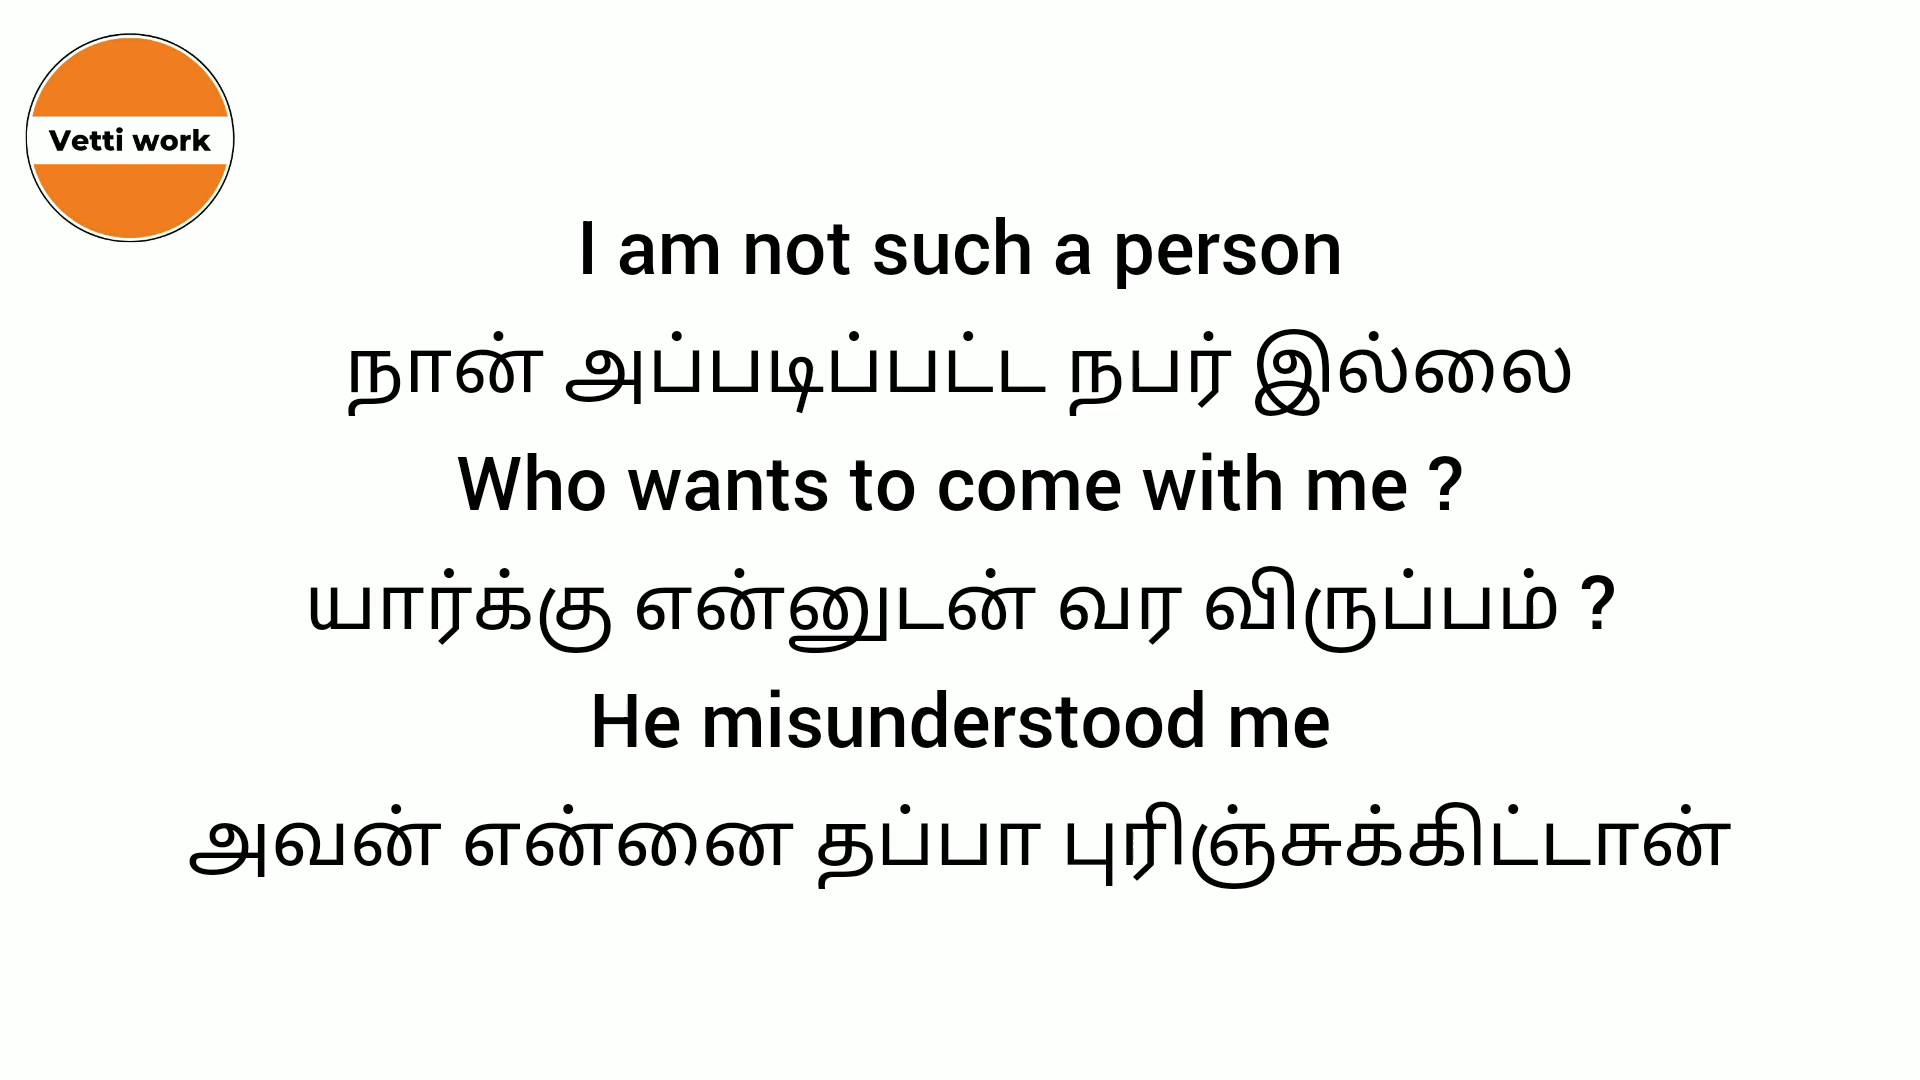 Vetti work
I am not such a person
நான் அப்படிப்பட்ட நபர் இல்லை
Who wants to come with me ?
யார்க்கு என்னுடன் வர விருப்பம் ?
He misunderstood me
அவன் என்னை தப்பா புரிஞ்சுக்கிட்டான்